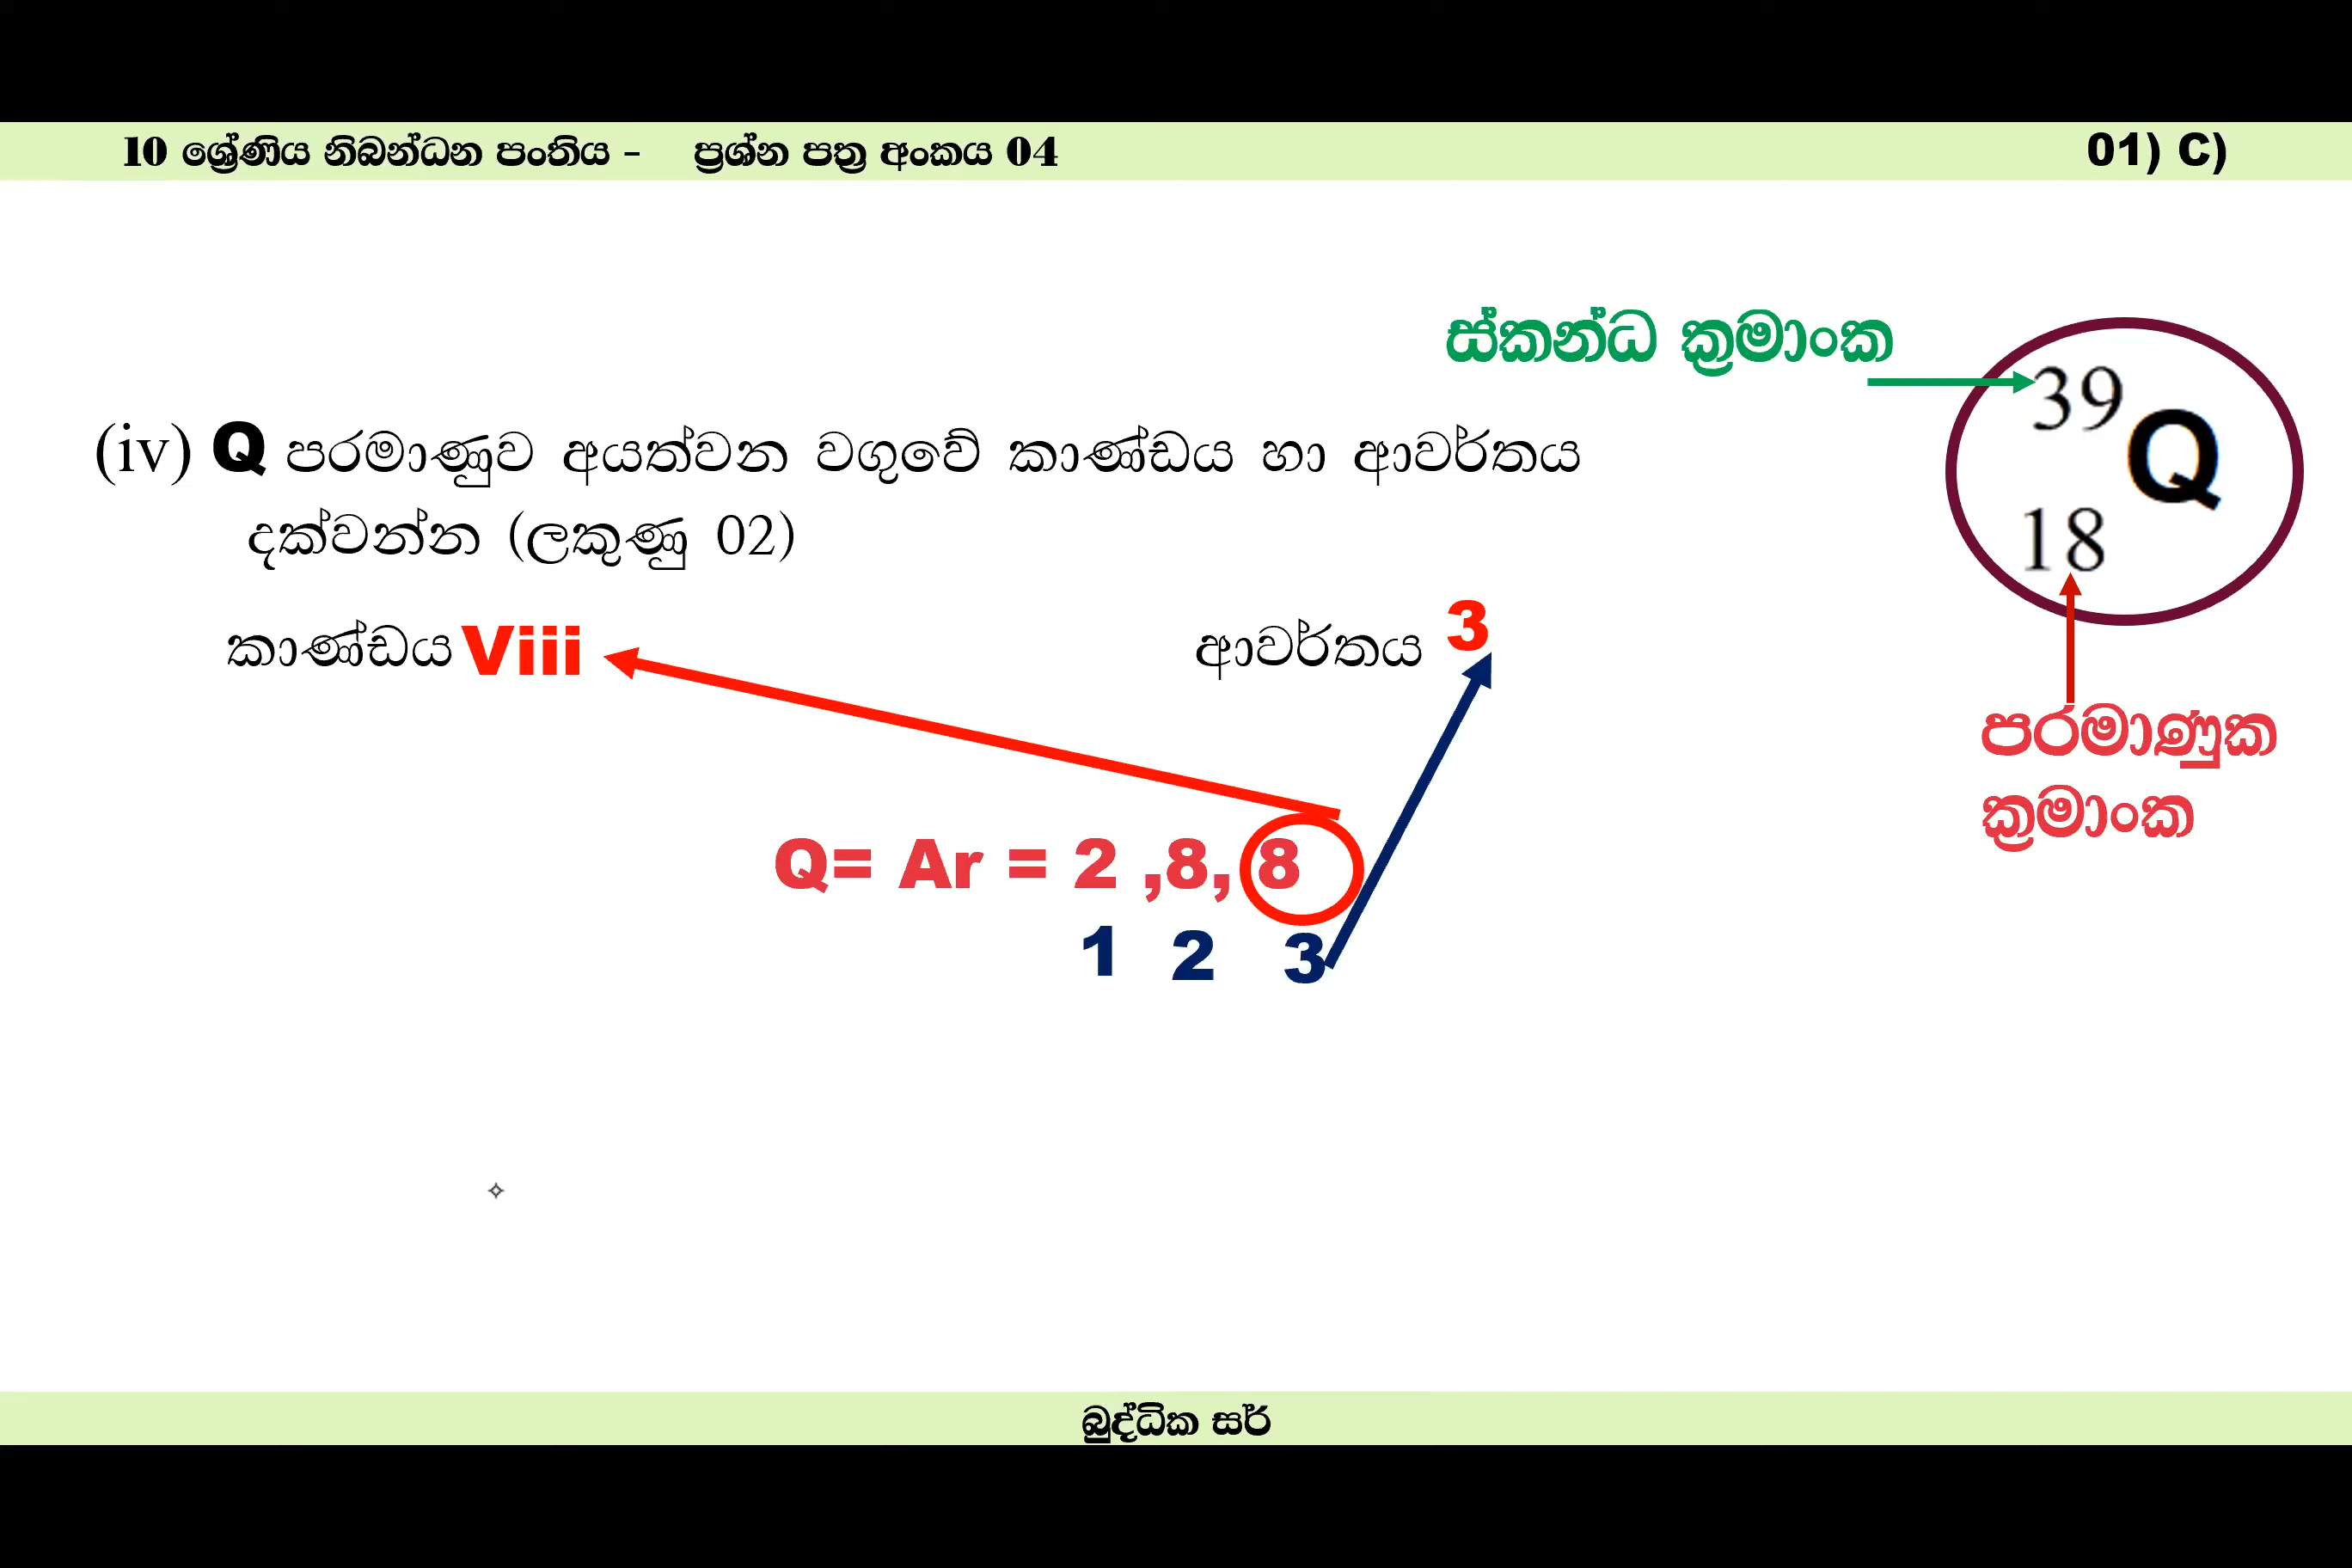 10 ශ්‍රේණිය නිබන්ධන පංතිය - ප්‍රශ්න පත්‍ර අංකය 04 01) C)
ස්කන්ධ ක්‍රමාංක
39
Q
18
(iv) Q පරමාණුව අයත්වන වගුවේ කාණ්ඩය හා ආවර්තය
දක්වන්න (ලකුණු 02)
කාණ්ඩය Viii ආවර්තය 3
පරමාණුක
ක්‍රමාංක
Q= Ar = 2 ,8, 8
1 2 3
බුද්ධික සර්